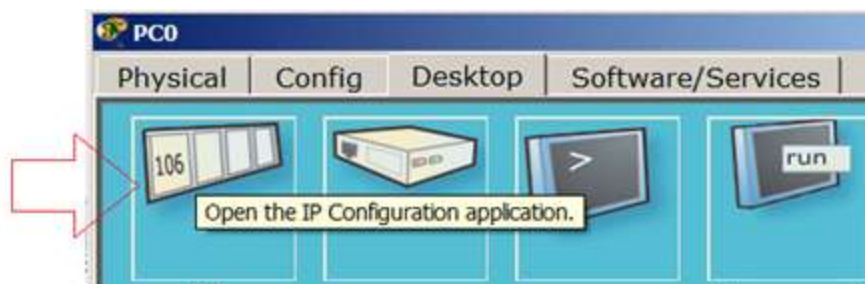 PC0
Physical Config Desktop Software/Services
106 > run
Open the IP Configuration application.